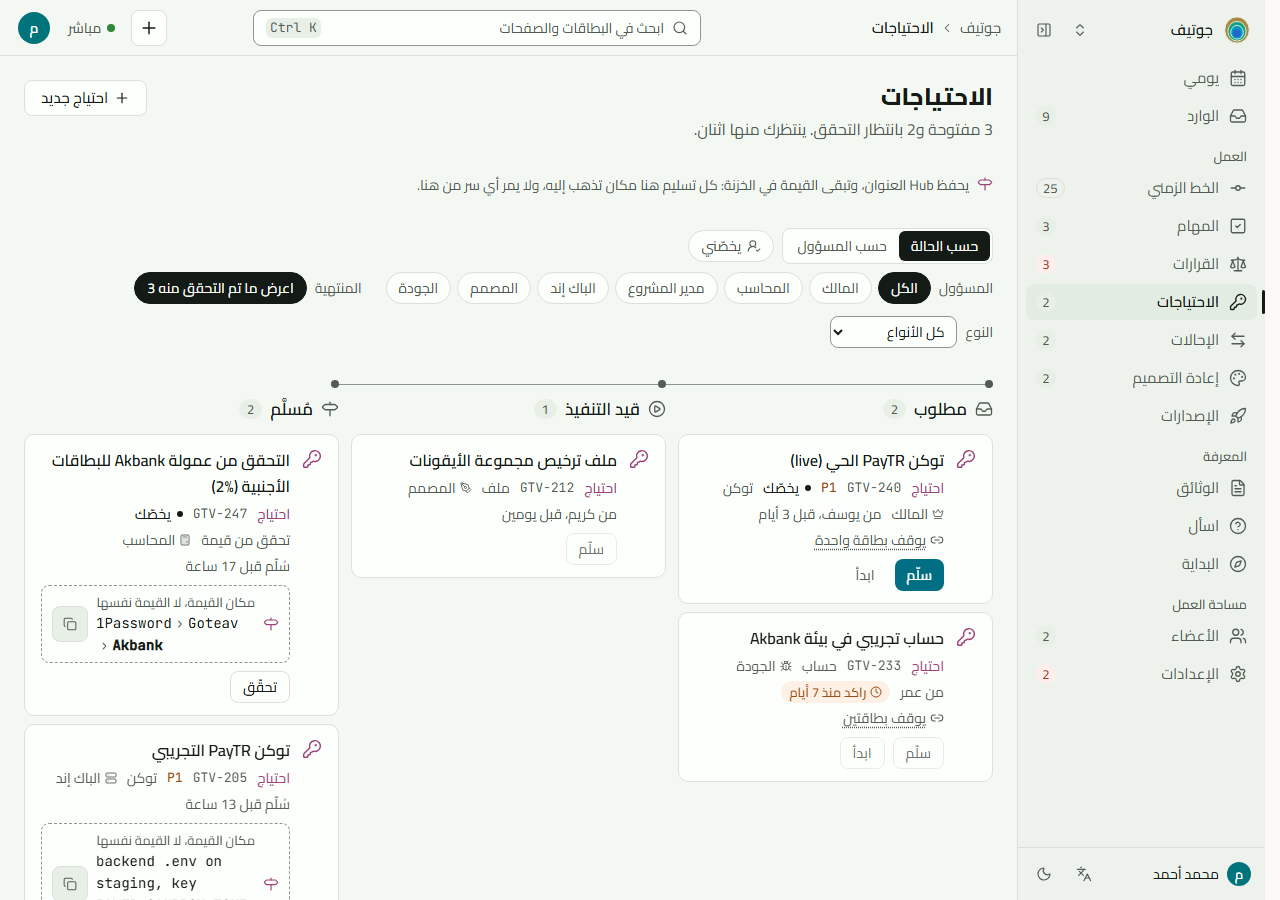 جوتيف
يومي
الوارد 9
العمل
الخط الزمني 25
المهام 3
القرارات 3
الاحتياجات 2
الإحالات 2
إعادة التصميم 2
الإصدارات
المعرفة
الوثائق
اسأل
البداية
مساحة العمل
الأعضاء 2
الإعدادات 2
م محمد أحمد
جوتيف › الاحتياجات
ابحث في البطاقات والصفحات Ctrl K
+
مباشر
م
الاحتياجات
+ احتياج جديد
3 مفتوحة و2 بانتظار التحقق. ينتظرك منها اثنان.
يحفظ Hub العنوان، وتبقى القيمة في الخزنة: كل تسليم هنا مكان تذهب إليه، ولا يمر أي سر من هنا.
حسب الحالة حسب المسؤول يخصّني
المسؤول الكل المالك المحاسب مدير المشروع الباك إند المصمم الجودة المنتهية اعرض ما تم التحقق منه 3
النوع كل الأنواع
مطلوب 2
توكن PayTR الحي (live)
احتياج GTV-240 P1 • يخصّك توكن
المالك من يوسف، قبل 3 أيام
يوقف بطاقة واحدة
سلّم ابدأ
حساب تجريبي في بيئة Akbank
احتياج GTV-233 حساب الجودة
من عمر راكد منذ 7 أيام
يوقف بطاقتين
سلّم ابدأ
قيد التنفيذ 1
ملف ترخيص مجموعة الأيقونات
احتياج GTV-212 ملف المصمم
من كريم، قبل يومين
سلّم
مُسلَّم 2
التحقق من عمولة Akbank للبطاقات
الأجنبية (2%)
احتياج GTV-247 • يخصّك
تحقق من قيمة المحاسب
سُلّم قبل 17 ساعة
مكان القيمة، لا القيمة نفسها
1Password › Goteav
› Akbank
تحقّق
توكن PayTR التجريبي
احتياج GTV-205 P1 توكن الباك إند
سُلّم قبل 13 ساعة
مكان القيمة، لا القيمة نفسها
backend .env on
staging, key